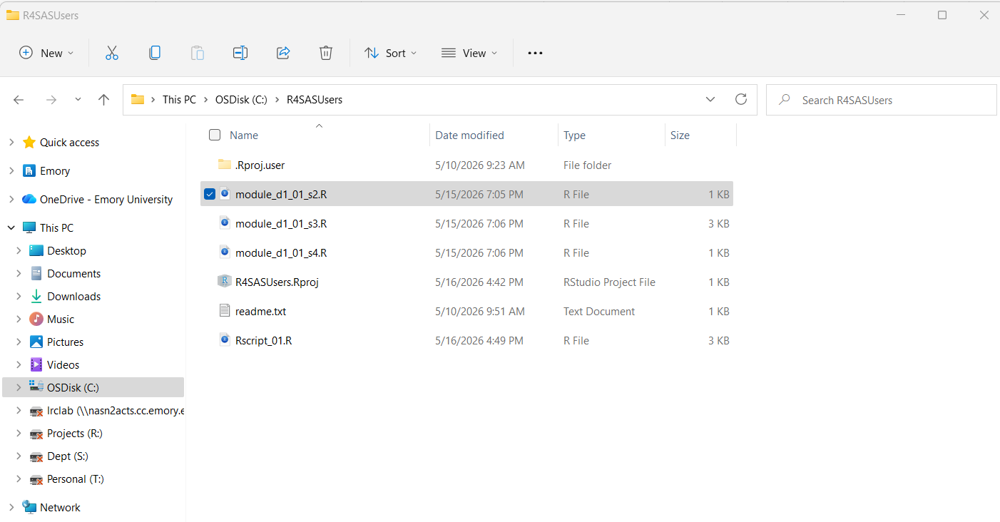 R4SASUsers
New
Sort
View
This PC
OSDisk (C:)
R4SASUsers
Search R4SASUsers
Quick access
Emory
OneDrive - Emory University
This PC
Desktop
Documents
Downloads
Music
Pictures
Videos
OSDisk (C:)
lrclab (\\nasn2acts.cc.emory.e
Projects (R:)
Dept (S:)
Personal (T:)
Network
Name Date modified Type Size
.Rproj.user 5/10/2026 9:23 AM File folder
module_d1_01_s2.R 5/15/2026 7:05 PM R File 1 KB
module_d1_01_s3.R 5/15/2026 7:06 PM R File 3 KB
module_d1_01_s4.R 5/15/2026 7:06 PM R File 1 KB
R4SASUsers.Rproj 5/16/2026 4:42 PM RStudio Project File 1 KB
readme.txt 5/10/2026 9:51 AM Text Document 1 KB
Rscript_01.R 5/16/2026 4:49 PM R File 3 KB